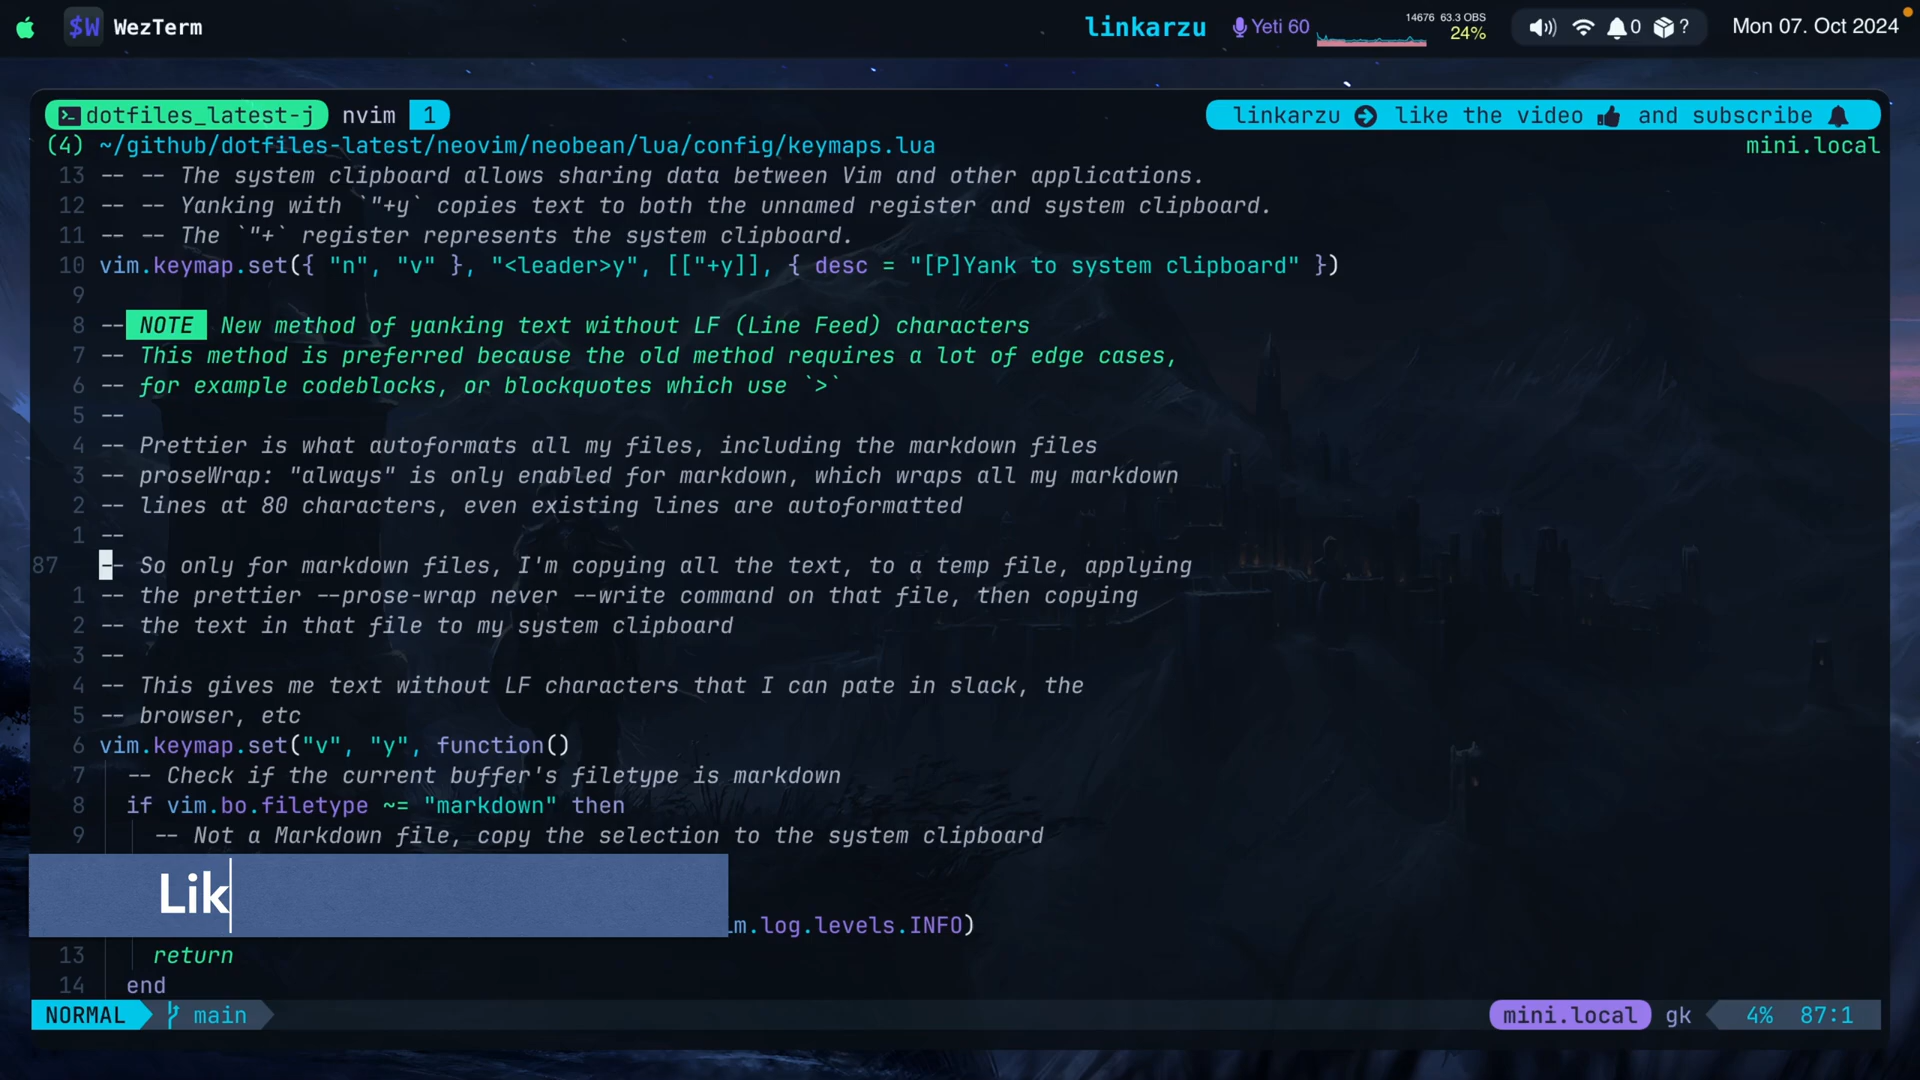 $W WezTerm
linkarzu
Yeti 60
14676 63.3 OBS
24%
0
?
Mon 07. Oct 2024
dotfiles_latest-j nvim 1
linkarzu like the video and subscribe
(4) ~/github/dotfiles-latest/neovim/neobean/lua/config/keymaps.lua
mini.local
13 -- -- The system clipboard allows sharing data between Vim and other applications.
12 -- -- Yanking with `"+y` copies text to both the unnamed register and system clipboard.
11 -- -- The `"+` register represents the system clipboard.
10 vim.keymap.set({ "n", "v" }, "<leader>y", [["+y]], { desc = "[P]Yank to system clipboard" })
9
8 -- NOTE New method of yanking text without LF (Line Feed) characters
7 -- This method is preferred because the old method requires a lot of edge cases,
6 -- for example codeblocks, or blockquotes which use `>`
5 --
4 -- Prettier is what autoformats all my files, including the markdown files
3 -- proseWrap: "always" is only enabled for markdown, which wraps all my markdown
2 -- lines at 80 characters, even existing lines are autoformatted
1 --
87 -- So only for markdown files, I'm copying all the text, to a temp file, applying
1 -- the prettier --prose-wrap never --write command on that file, then copying
2 -- the text in that file to my system clipboard
3 --
4 -- This gives me text without LF characters that I can pate in slack, the
5 -- browser, etc
6 vim.keymap.set("v", "y", function()
7 -- Check if the current buffer's filetype is markdown
8 if vim.bo.filetype ~= "markdown" then
9 -- Not a Markdown file, copy the selection to the system clipboard
Lik
m.log.levels.INFO)
13 return
14 end
NORMAL main
mini.local gk 4% 87:1